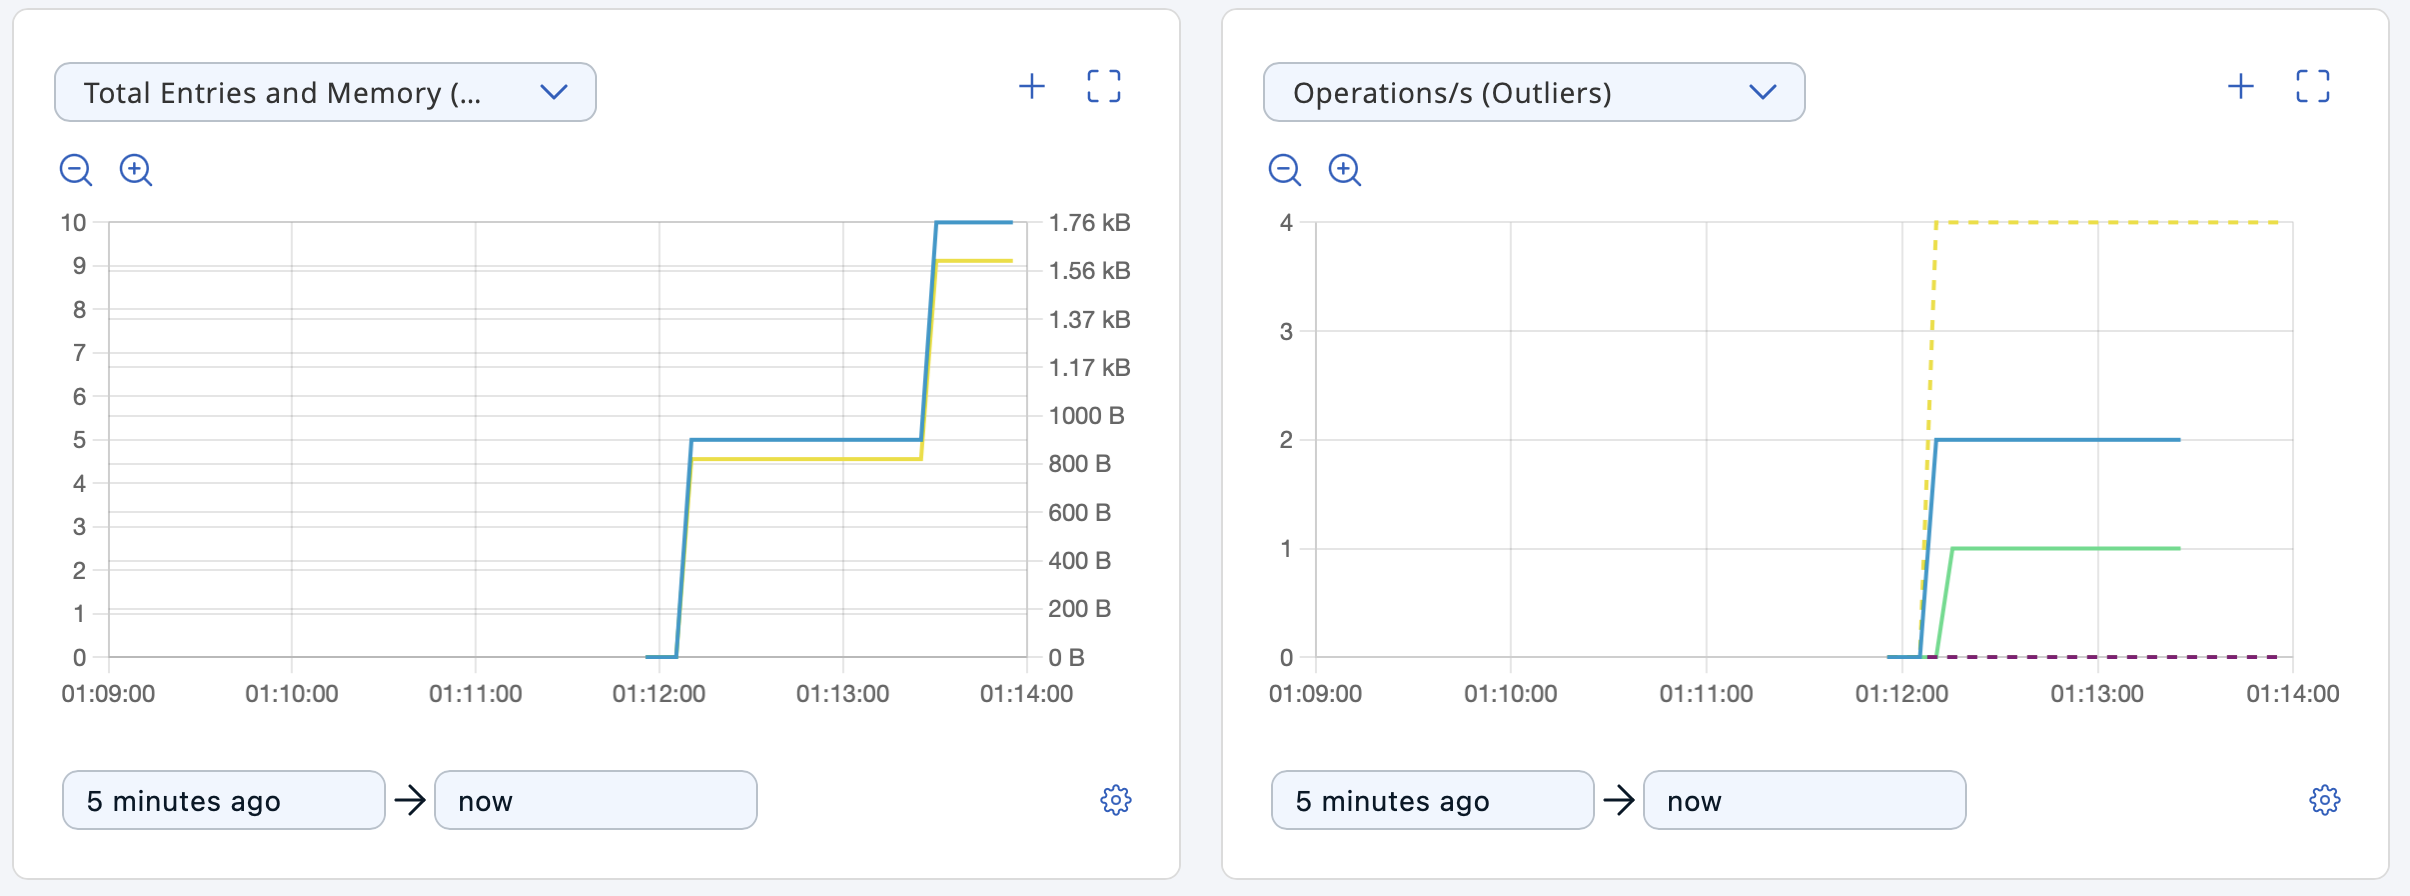 Total Entries and Memory (...
10
9
8
7
6
5
4
3
2
1
0
1.76 kB
1.56 kB
1.37 kB
1.17 kB
1000 B
800 B
600 B
400 B
200 B
0 B
01:09:00 01:10:00 01:11:00 01:12:00 01:13:00 01:14:00
5 minutes ago → now
Operations/s (Outliers)
4
3
2
1
0
01:09:00 01:10:00 01:11:00 01:12:00 01:13:00 01:14:00
5 minutes ago → now